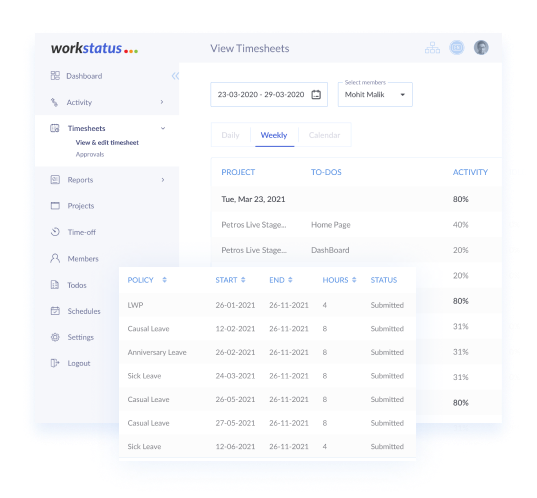 workstatus
View Timesheets
Dashboard
Activity
Timesheets
View & edit timesheet
Approvals
Reports
Projects
Time-off
Members
Todos
Schedules
Settings
Logout
23-03-2020 - 29-03-2020
Select members
Mohit Malik
Daily Weekly Calendar
PROJECT TO-DOS ACTIVITY
Tue, Mar 23, 2021 80%
Petros Live Stage... Home Page 40%
Petros Live Stage... DashBoard 20%
20%
80%
31%
31%
31%
80%
POLICY START END HOURS STATUS
LWP 26-01-2021 26-11-2021 4 Submitted
Causal Leave 12-02-2021 26-11-2021 8 Submitted
Anniversary Leave 26-02-2021 26-11-2021 8 Submitted
Sick Leave 24-03-2021 26-11-2021 8 Submitted
Casual Leave 26-05-2021 26-11-2021 8 Submitted
Casual Leave 27-05-2021 26-11-2021 8 Submitted
Sick Leave 12-06-2021 26-11-2021 4 Submitted